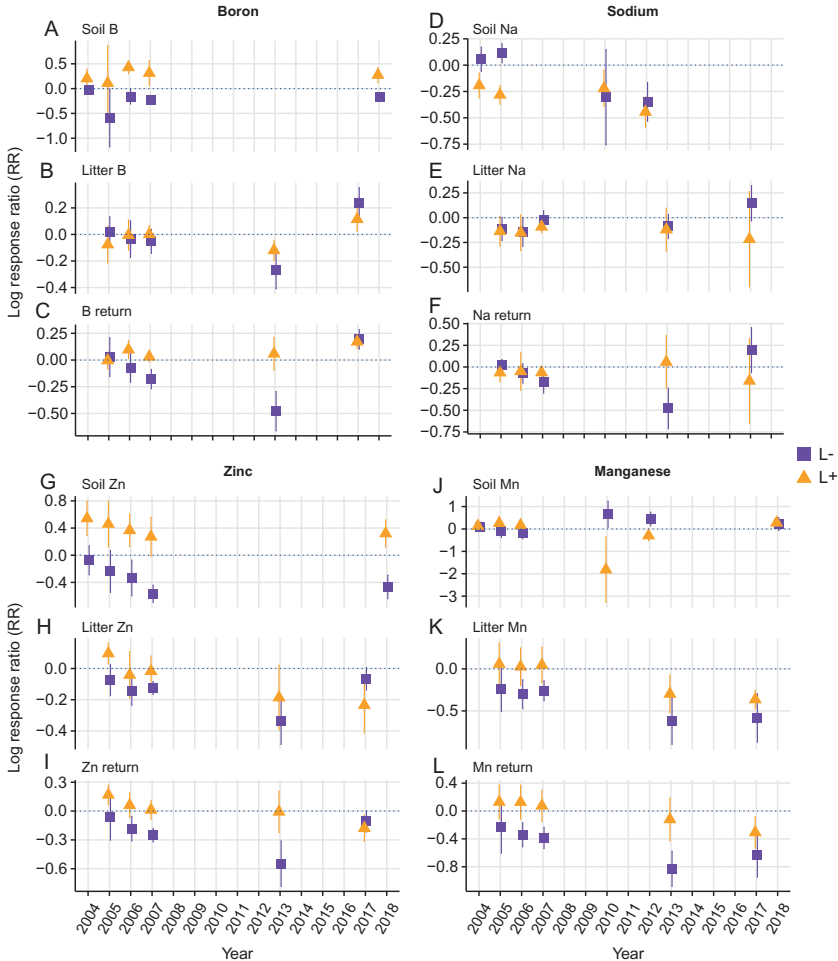 Boron
Sodium
A
Soil B
0.5
0.0
−0.5
−1.0
B
Litter B
0.2
0.0
−0.2
−0.4
C
B return
0.25
0.00
−0.25
−0.50
Log response ratio (RR)
D
Soil Na
0.25
0.00
−0.25
−0.50
−0.75
E
Litter Na
0.25
0.00
−0.25
−0.50
F
Na return
0.50
0.25
0.00
−0.25
−0.50
−0.75
L-
L+
Zinc
Manganese
G
Soil Zn
0.8
0.4
0.0
−0.4
H
Litter Zn
0.0
−0.2
−0.4
I
Zn return
0.3
0.0
−0.3
−0.6
Log response ratio (RR)
2004 2005 2006 2007 2008 2009 2010 2011 2012 2013 2014 2015 2016 2017 2018
Year
J
Soil Mn
1
0
−1
−2
−3
K
Litter Mn
0.0
−0.5
L
Mn return
0.4
0.0
−0.4
−0.8
2004 2005 2006 2007 2008 2009 2010 2011 2012 2013 2014 2015 2016 2017 2018
Year